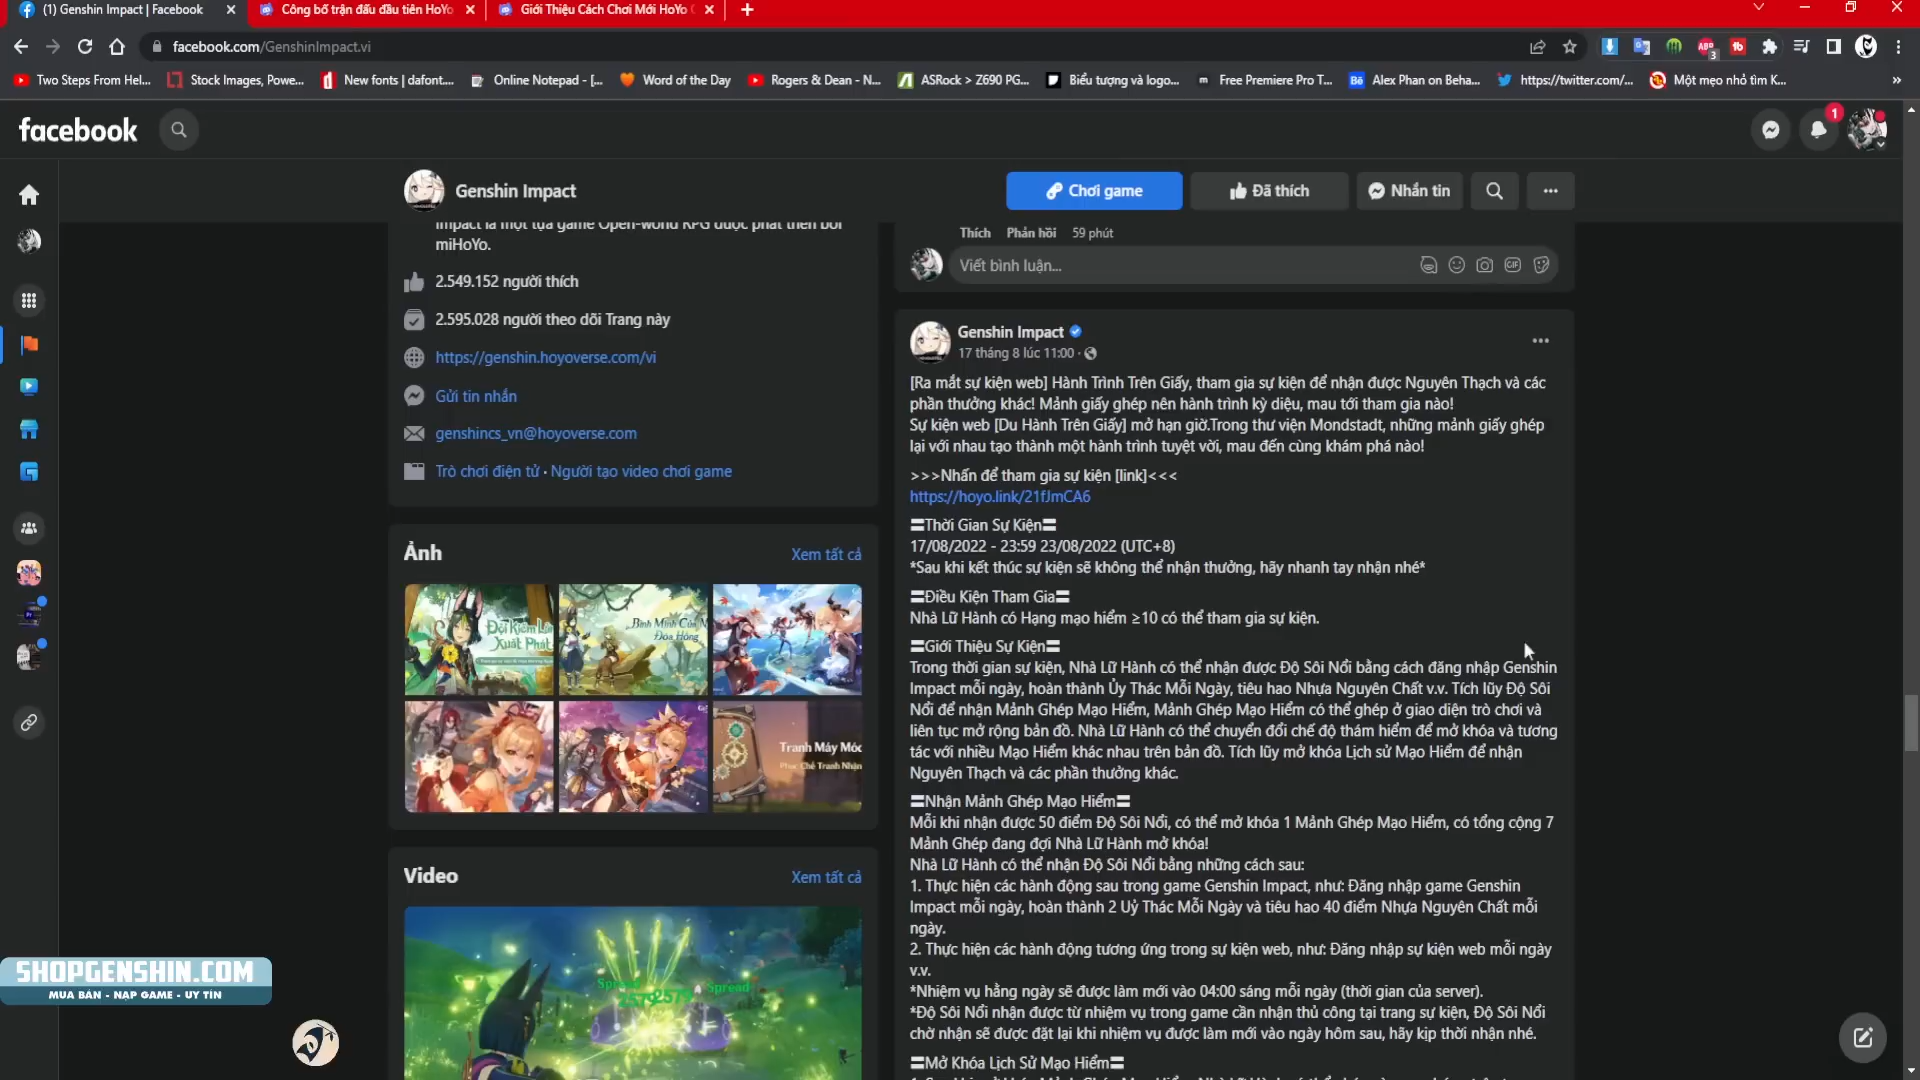 (1) Genshin Impact | Facebook
Công bố trận đấu đầu tiên HoYo
Giới Thiệu Cách Chơi Mới HoYo
facebook.com/GenshinImpact.vi
Two Steps From Hel...
Stock Images, Powe...
New fonts | dafont....
Online Notepad - [...
Word of the Day
Rogers & Dean - N...
ASRock > Z690 PG...
Biểu tượng và logo...
Free Premiere Pro T...
Alex Phan on Beha...
https://twitter.com/...
Một mẹo nhỏ tìm K...
facebook
1
Genshin Impact
Chơi game
Đã thích
Nhắn tin
Impact là một tựa game Open-world RPG được phát triển bởi
miHoYo.
2.549.152 người thích
2.595.028 người theo dõi Trang này
https://genshin.hoyoverse.com/vi
Gửi tin nhắn
genshincs_vn@hoyoverse.com
Trò chơi điện tử · Người tạo video chơi game
Ảnh
Xem tất cả
Đội Kiểm Lâm
Xuất Phát
Bình Minh Của
Đóa Hồng
Tranh Máy Móc
Phục Chế Tranh Nhận
Video
Xem tất cả
Spread
Spread
SHOPGENSHIN.COM
MUA BÁN - NẠP GAME - UY TÍN
Thích Phản hồi 59 phút
Viết bình luận...
GIF
Genshin Impact
17 tháng 8 lúc 11:00 ·
[Ra mắt sự kiện web] Hành Trình Trên Giấy, tham gia sự kiện để nhận được Nguyên Thạch và các
phần thưởng khác! Mảnh giấy ghép nên hành trình kỳ diệu, mau tới tham gia nào!
Sự kiện web [Du Hành Trên Giấy] mở hạn giờ.Trong thư viện Mondstadt, những mảnh giấy ghép
lại với nhau tạo thành một hành trình tuyệt vời, mau đến cùng khám phá nào!
>>>Nhấn để tham gia sự kiện [link]<<<
https://hoyo.link/21fJmCA6
〓Thời Gian Sự Kiện〓
17/08/2022 - 23:59 23/08/2022 (UTC+8)
*Sau khi kết thúc sự kiện sẽ không thể nhận thưởng, hãy nhanh tay nhận nhé*
〓Điều Kiện Tham Gia〓
Nhà Lữ Hành có Hạng mạo hiểm ≥10 có thể tham gia sự kiện.
〓Giới Thiệu Sự Kiện〓
Trong thời gian sự kiện, Nhà Lữ Hành có thể nhận được Độ Sôi Nổi bằng cách đăng nhập Genshin
Impact mỗi ngày, hoàn thành Ủy Thác Mỗi Ngày, tiêu hao Nhựa Nguyên Chất v.v. Tích lũy Độ Sôi
Nổi để nhận Mảnh Ghép Mạo Hiểm, Mảnh Ghép Mạo Hiểm có thể ghép ở giao diện trò chơi và
liên tục mở rộng bản đồ. Nhà Lữ Hành có thể chuyển đổi chế độ thám hiểm để mở khóa và tương
tác với nhiều Mạo Hiểm khác nhau trên bản đồ. Tích lũy mở khóa Lịch sử Mạo Hiểm để nhận
Nguyên Thạch và các phần thưởng khác.
〓Nhận Mảnh Ghép Mạo Hiểm〓
Mỗi khi nhận được 50 điểm Độ Sôi Nổi, có thể mở khóa 1 Mảnh Ghép Mạo Hiểm, có tổng cộng 7
Mảnh Ghép đang đợi Nhà Lữ Hành mở khóa!
Nhà Lữ Hành có thể nhận Độ Sôi Nổi bằng những cách sau:
1. Thực hiện các hành động sau trong game Genshin Impact, như: Đăng nhập game Genshin
Impact mỗi ngày, hoàn thành 2 Uỷ Thác Mỗi Ngày và tiêu hao 40 điểm Nhựa Nguyên Chất mỗi
ngày.
2. Thực hiện các hành động tương ứng trong sự kiện web, như: Đăng nhập sự kiện web mỗi ngày
v.v.
*Nhiệm vụ hằng ngày sẽ được làm mới vào 04:00 sáng mỗi ngày (thời gian của server).
*Độ Sôi Nổi nhận được từ nhiệm vụ trong game cần nhận thủ công tại trang sự kiện, Độ Sôi Nổi
chờ nhận sẽ được đặt lại khi nhiệm vụ được làm mới vào ngày hôm sau, hãy kịp thời nhận nhé.
〓Mở Khóa Lịch Sử Mạo Hiểm〓